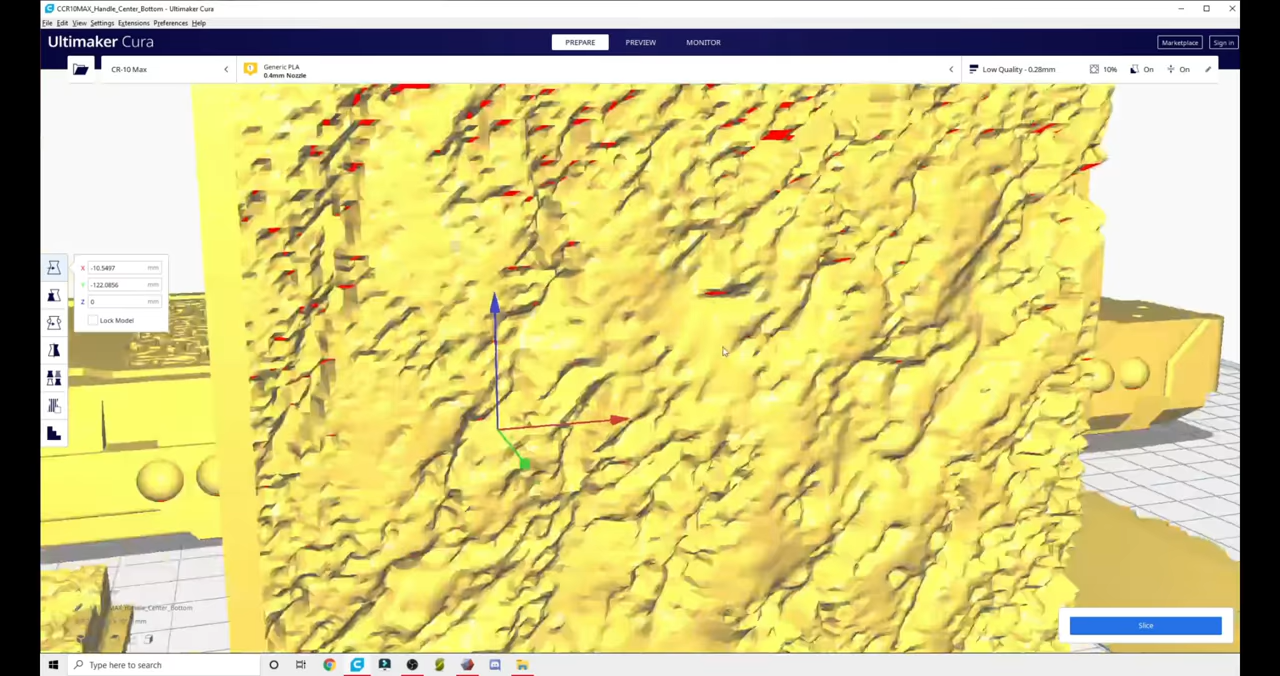 CCR10MAX_Handle_Center_Bottom - Ultimaker Cura
File Edit View Settings Extensions Preferences Help
Ultimaker Cura
PREPARE
PREVIEW
MONITOR
Marketplace
Sign in
CR-10 Max
Generic PLA
0.4mm Nozzle
Low Quality - 0.28mm
10%
On
On
X -10.5497 mm
Y -122.0856 mm
Z 0 mm
Lock Model
MAX_Handle_Center_Bottom
Slice
Type here to search